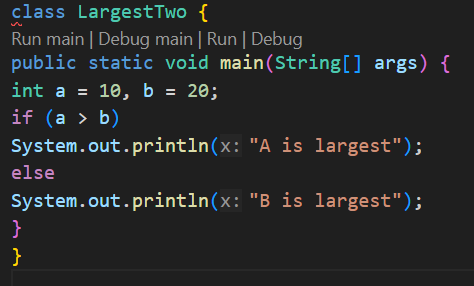 class LargestTwo {
Run main | Debug main | Run | Debug
public static void main(String[] args) {
int a = 10, b = 20;
if (a > b)
System.out.println(x: "A is largest");
else
System.out.println(x: "B is largest");
}
}